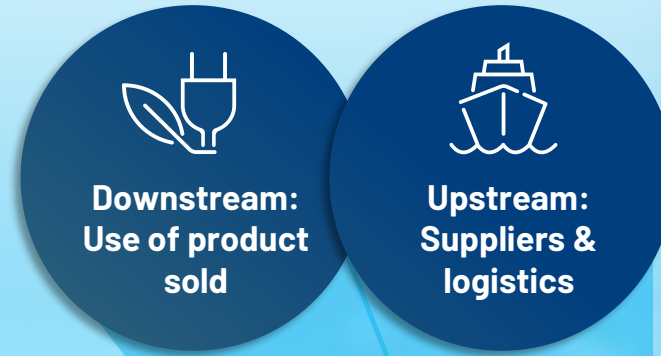 Downstream:
Use of product
sold
Upstream:
Suppliers &
logistics